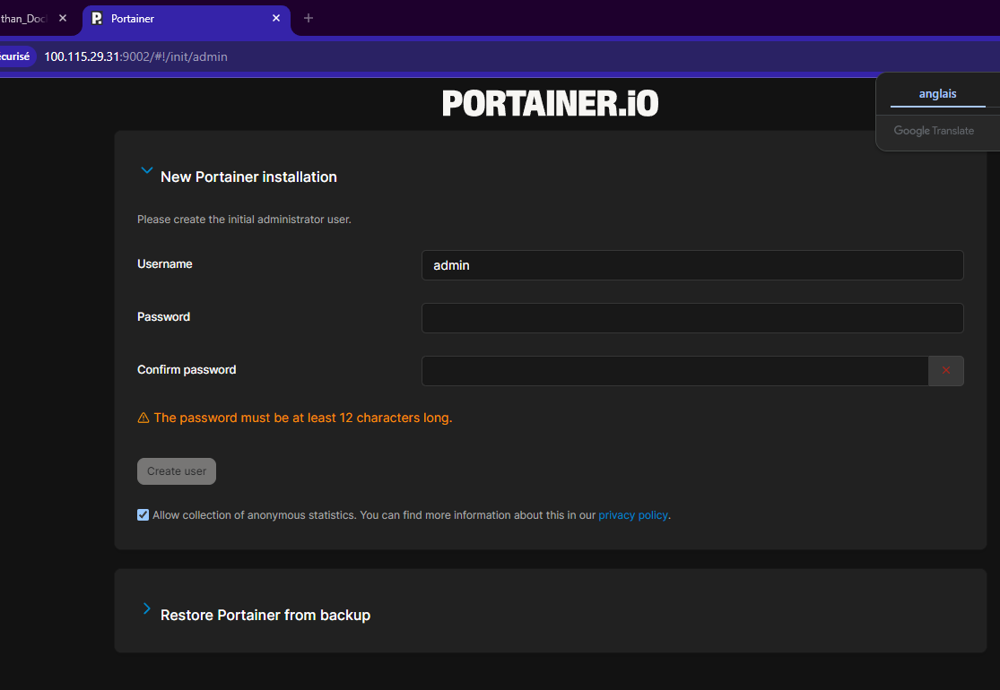 than_Doc
Portainer
écurisé
100.115.29.31:9002/#!/init/admin
PORTAINER.iO
anglais
Google Translate
New Portainer installation
Please create the initial administrator user.
Username
admin
Password
Confirm password
The password must be at least 12 characters long.
Create user
Allow collection of anonymous statistics. You can find more information about this in our privacy policy.
Restore Portainer from backup